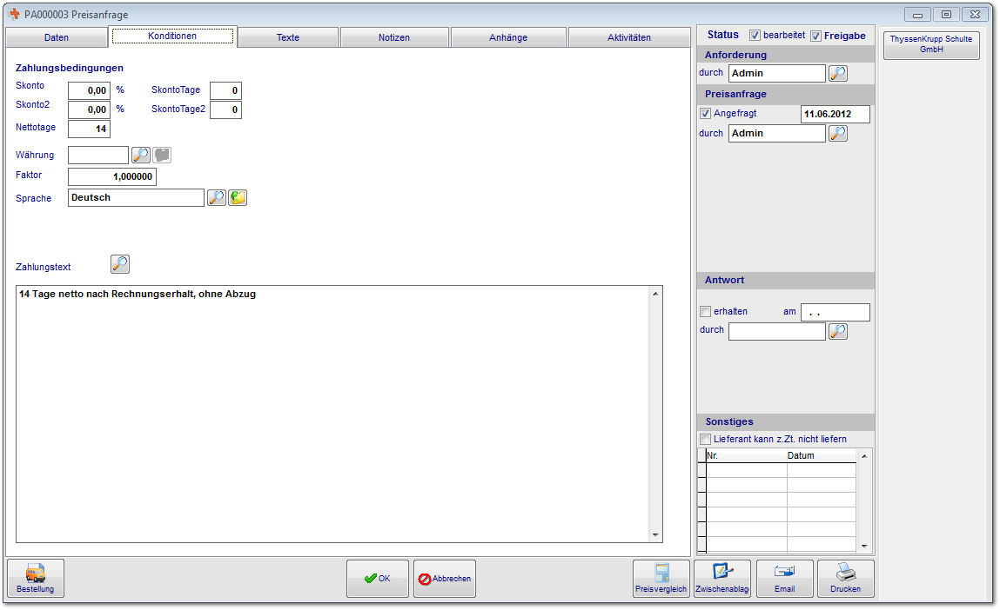 PA000003 Preisanfrage
Daten
Konditionen
Texte
Notizen
Anhänge
Aktivitäten
Zahlungsbedingungen
Skonto 0,00 % SkontoTage 0
Skonto2 0,00 % SkontoTage2 0
Nettotage 14
Währung
Faktor 1,000000
Sprache Deutsch
Zahlungstext
14 Tage netto nach Rechnungserhalt, ohne Abzug
Status bearbeitet Freigabe
Anforderung
durch Admin
Preisanfrage
Angefragt 11.06.2012
durch Admin
Antwort
erhalten am . .
durch
Sonstiges
Lieferant kann z.Zt. nicht liefern
Nr. Datum
ThyssenKrupp Schulte
GmbH
Bestellung
OK
Abbrechen
Preisvergleich
Zwischenablag
Email
Drucken